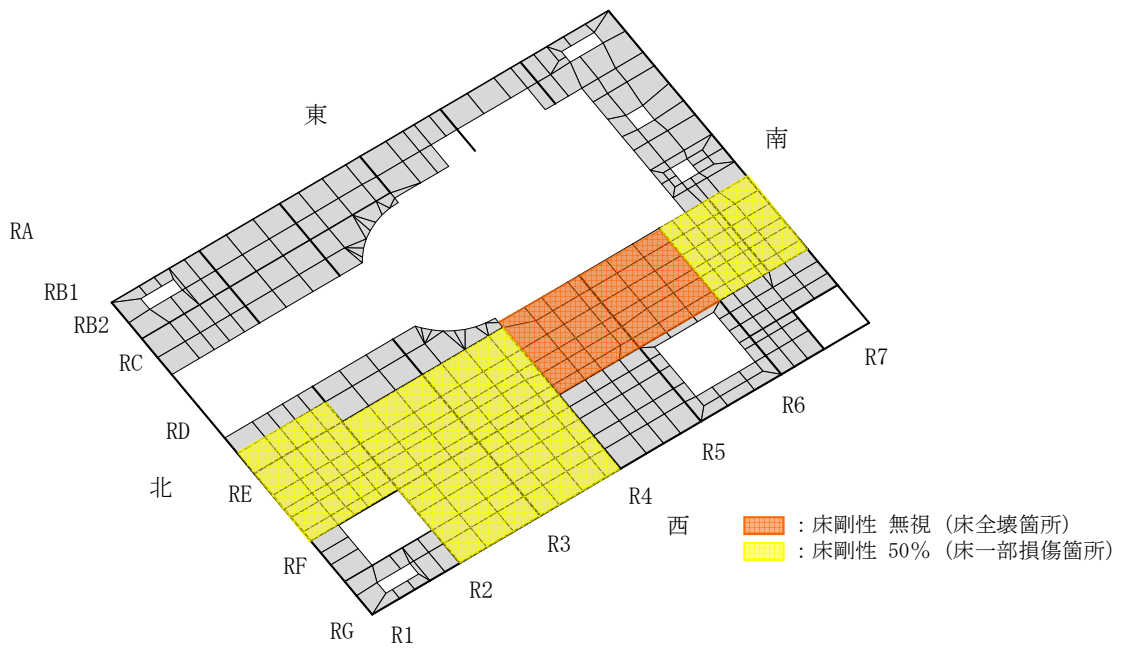 東
南
RA
RB1
RB2
RC
RD
RE
RF
RG
北
西
R1
R2
R3
R4
R5
R6
R7
：床剛性 無視 (床全壊箇所)
：床剛性 50% (床一部損傷箇所)